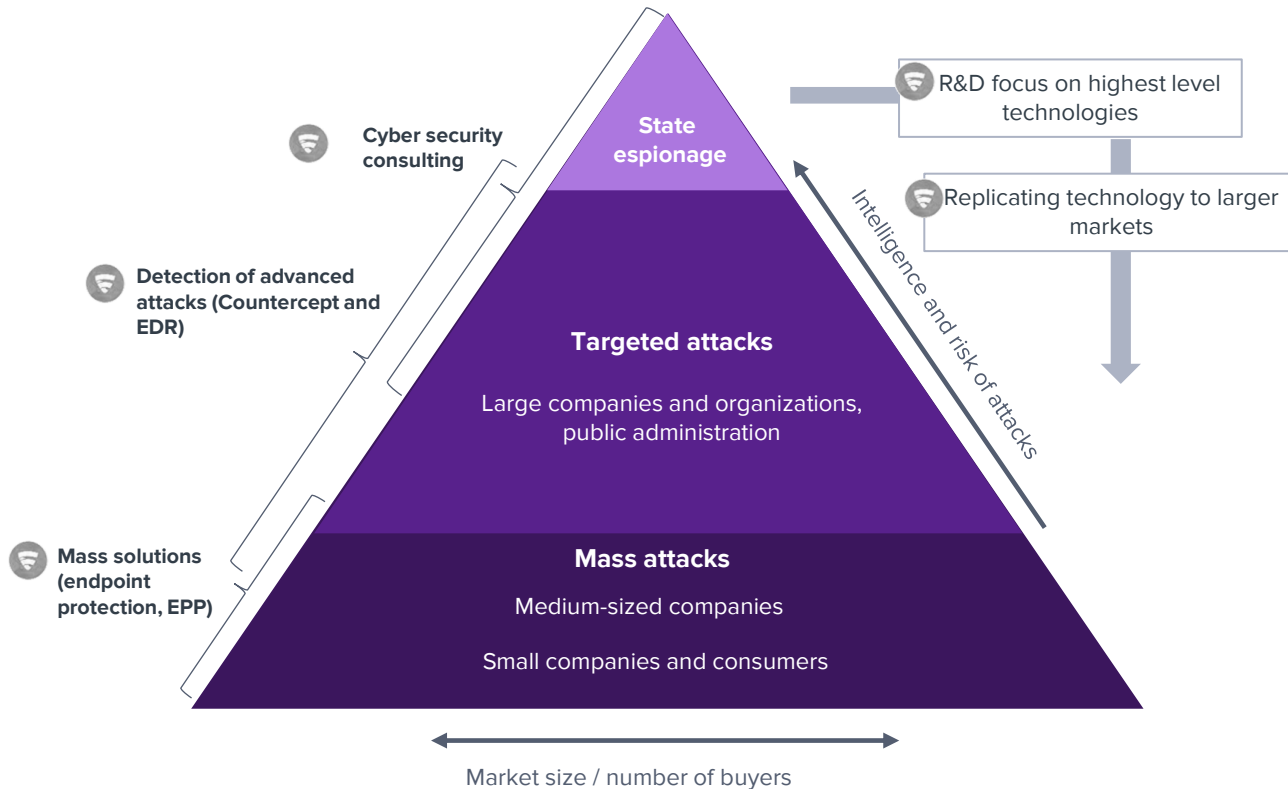 R&D focus on highest level
technologies
State
espionage
Cyber security
consulting
Replicating technology to larger
markets
Intelligence and risk of attacks
Detection of advanced
attacks (Countercept and
EDR)
Targeted attacks
Large companies and organizations,
public administration
Mass solutions
(endpoint
protection, EPP)
Mass attacks
Medium-sized companies
Small companies and consumers
Market size / number of buyers